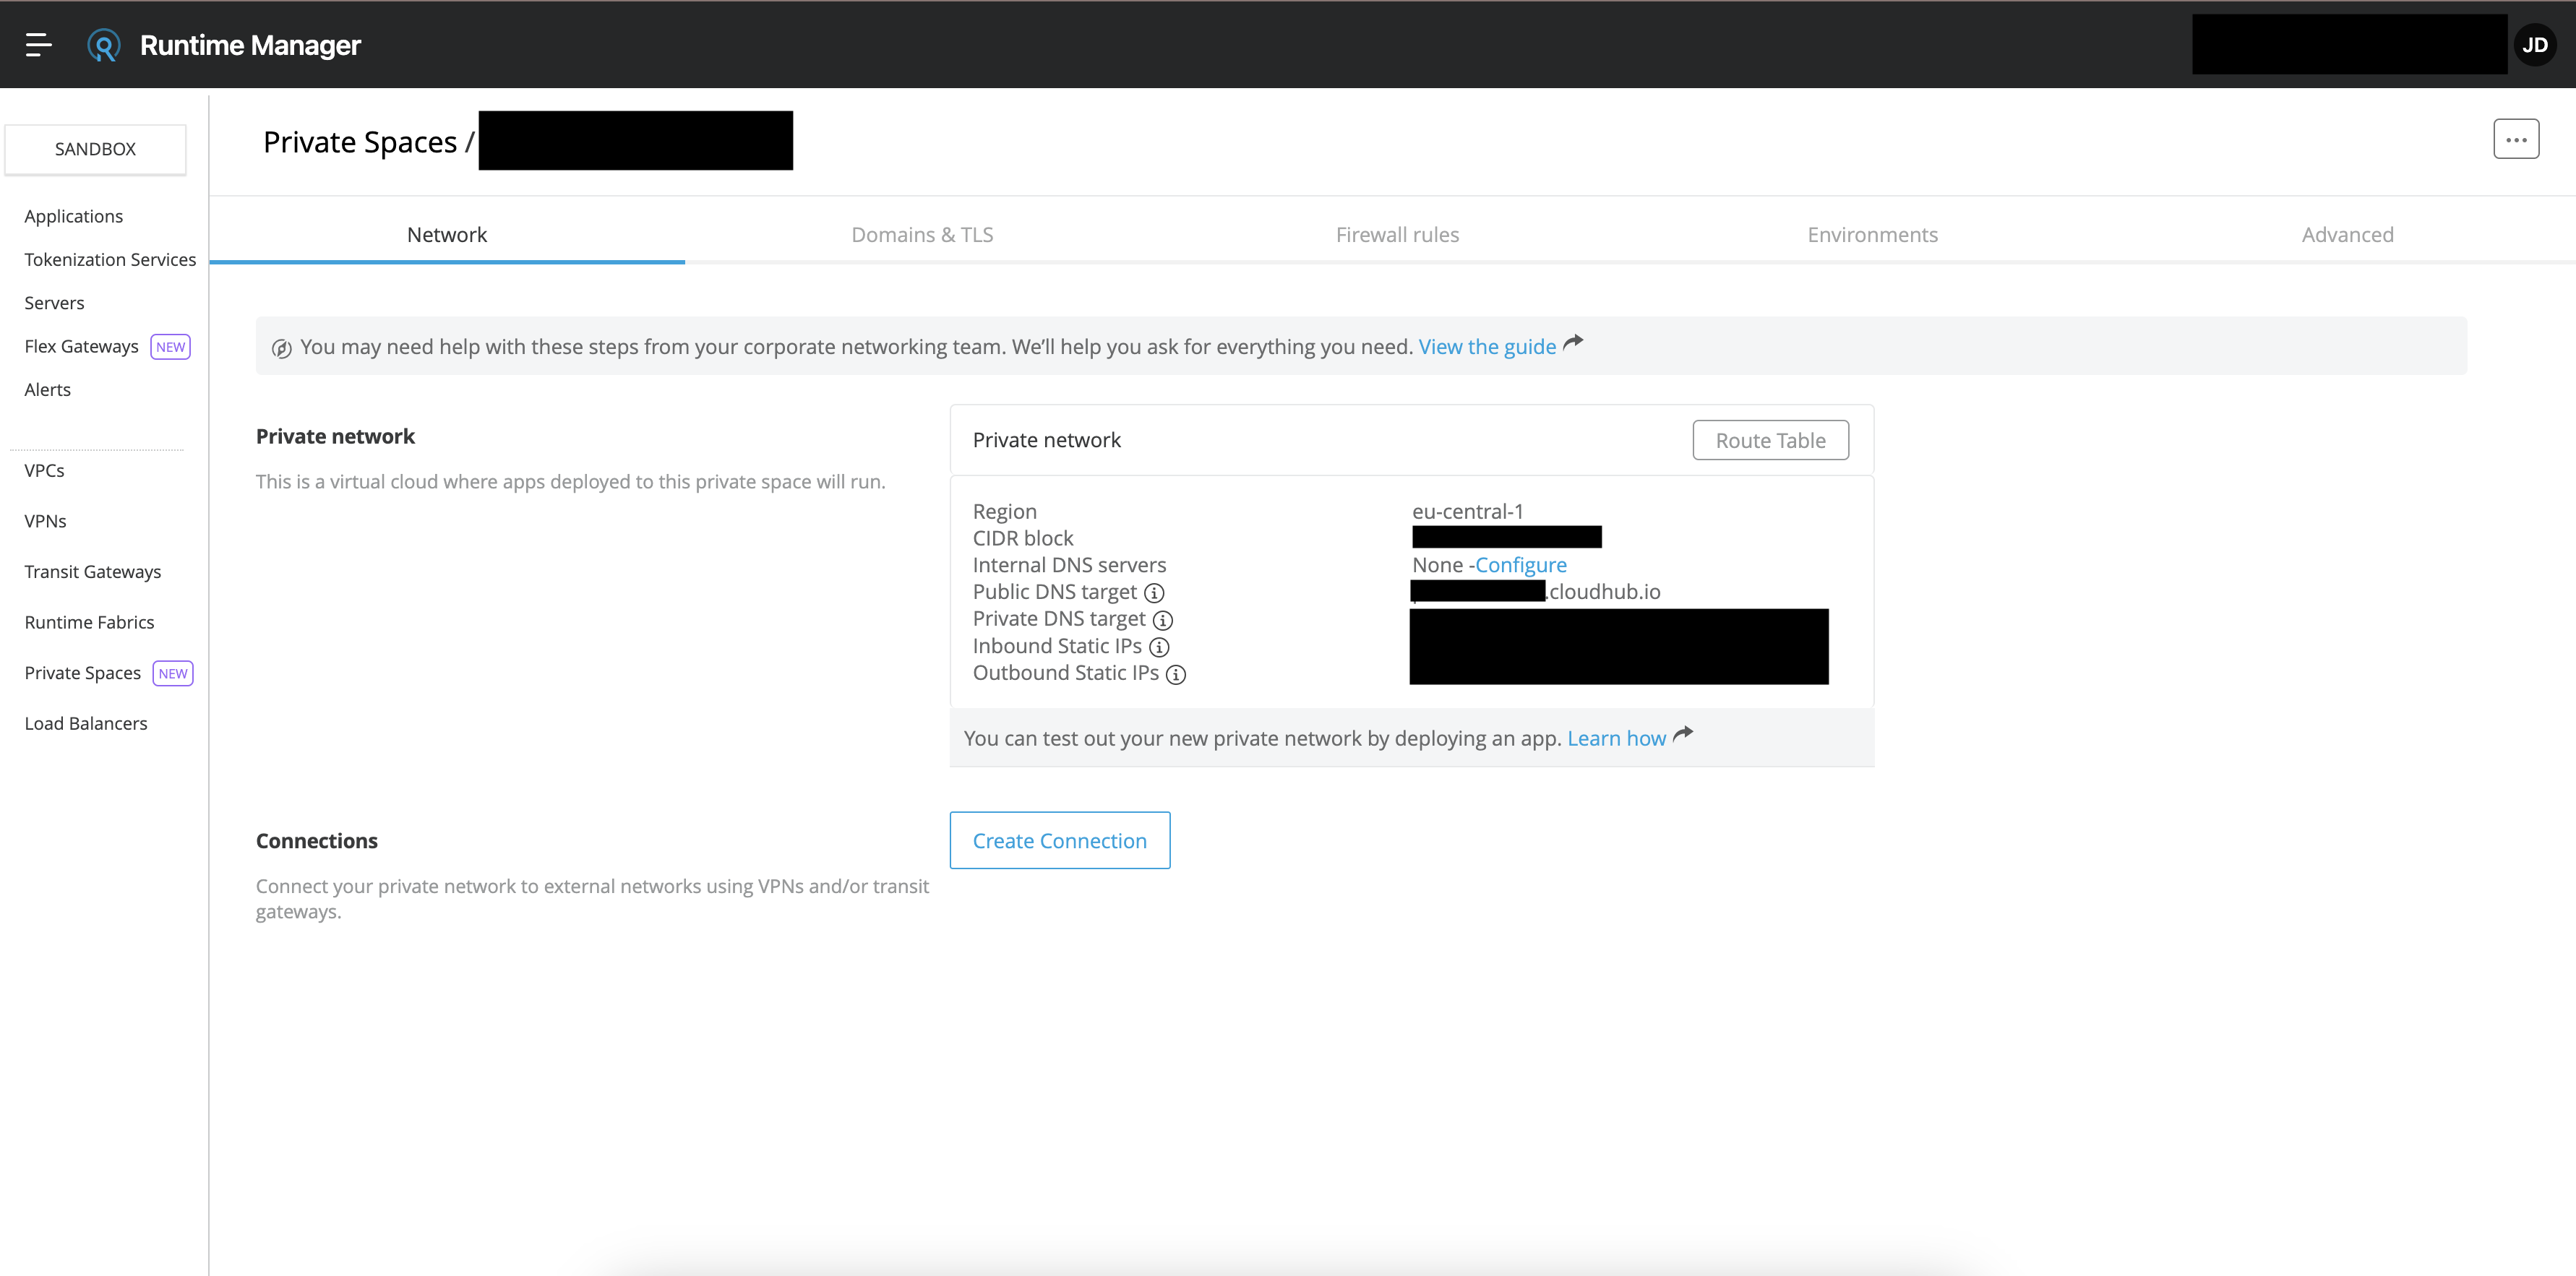 Runtime Manager
JD
SANDBOX
Applications
Tokenization Services
Servers
Flex Gateways NEW
Alerts
VPCs
VPNs
Transit Gateways
Runtime Fabrics
Private Spaces NEW
Load Balancers
Private Spaces /
Network Domains & TLS Firewall rules Environments Advanced
You may need help with these steps from your corporate networking team. We’ll help you ask for everything you need. View the guide
Private network
This is a virtual cloud where apps deployed to this private space will run.
Private network Route Table
Region eu-central-1
CIDR block
Internal DNS servers None -Configure
Public DNS target .cloudhub.io
Private DNS target
Inbound Static IPs
Outbound Static IPs
You can test out your new private network by deploying an app. Learn how
Connections
Connect your private network to external networks using VPNs and/or transit
gateways.
Create Connection